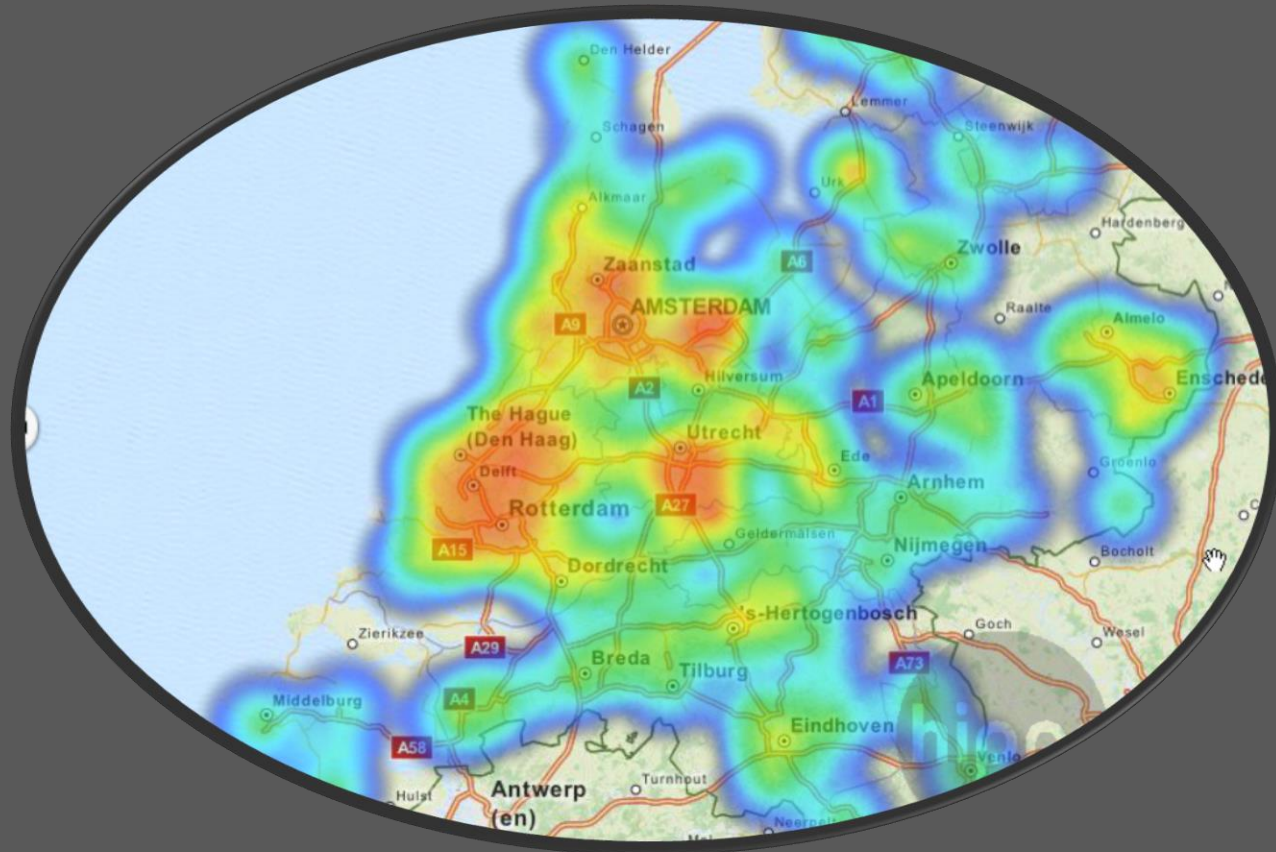 Den Helder
Lemmer
Schagen
Steenwijk
Urk
Alkmaar
Hardenberg
Zwolle
Zaanstad
A6
AMSTERDAM
Raalte
Almelo
A9
Hilversum
Apeldoorn
Enschede
A2
A1
The Hague
(Den Haag)
Utrecht
Delft
Ede
Groenlo
Arnhem
Rotterdam
A27
Geldermalsen
A15
Nijmegen
Bocholt
Dordrecht
's-Hertogenbosch
Goch
Wesel
Zierikzee
A29
Breda
A73
Tilburg
Middelburg
A4
Eindhoven
A58
Venlo
Turnhout
Antwerp
(en)
Hulst
Neerpelt